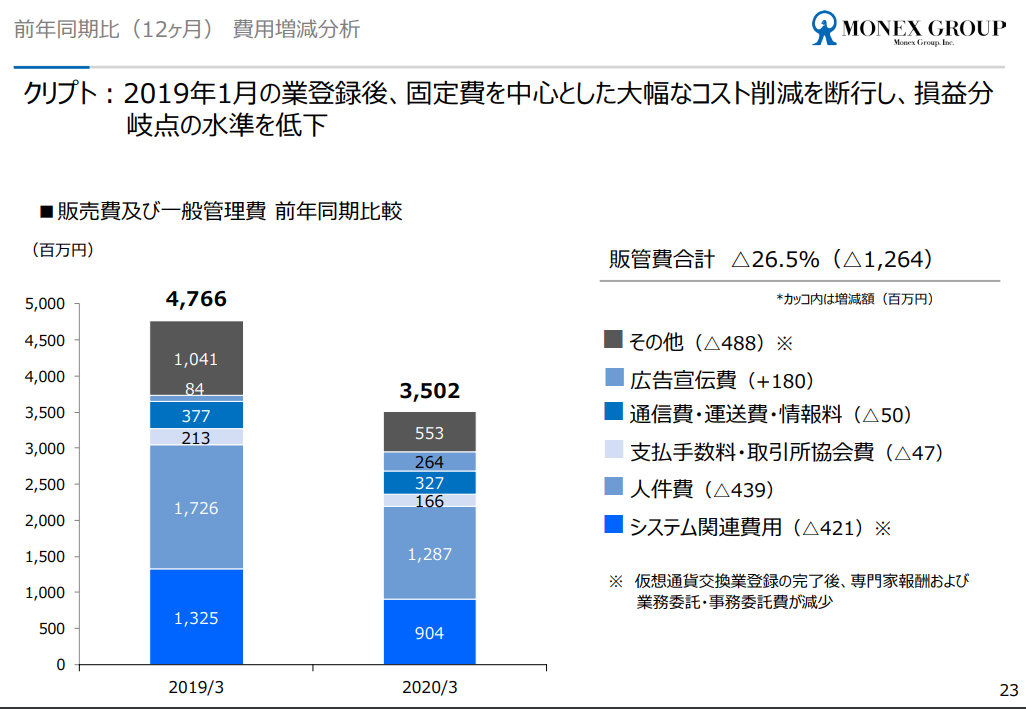 前年同期比（12ヶ月） 費用増減分析
MONEX GROUP
Monex Group, Inc.
クリプト：2019年1月の業登録後、固定費を中心とした大幅なコスト削減を断行し、損益分
岐点の水準を低下
■販売費及び一般管理費 前年同期比較
（百万円）
5,000
4,500
4,000
3,500
3,000
2,500
2,000
1,500
1,000
500
0
4,766
1,041
84
377
213
1,726
1,325
2019/3
3,502
553
264
327
166
1,287
904
2020/3
販管費合計 △26.5%（△1,264）
*カッコ内は増減額（百万円）
その他（△488）※
広告宣伝費（+180）
通信費・運送費・情報料（△50）
支払手数料・取引所協会費（△47）
人件費（△439）
システム関連費用（△421）※
※ 仮想通貨交換業登録の完了後、専門家報酬および
業務委託・事務委託費が減少
23